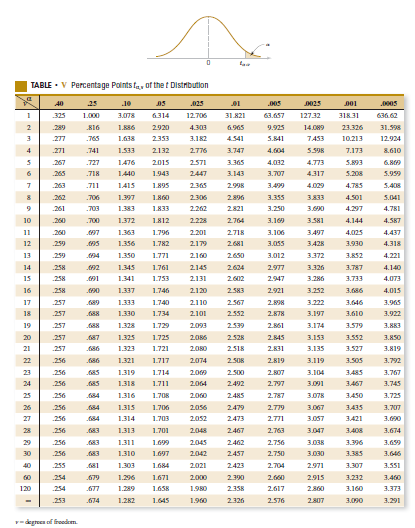 α
0
tα,ν
TABLE · V Percentage Points tα,ν of the t Distribution
α
ν .40 .25 .10 .05 .025 .01 .005 .0025 .001 .0005
1 .325 1.000 3.078 6.314 12.706 31.821 63.657 127.32 318.31 636.62
2 .289 .816 1.886 2.920 4.303 6.965 9.925 14.089 23.326 31.598
3 .277 .765 1.638 2.353 3.182 4.541 5.841 7.453 10.213 12.924
4 .271 .741 1.533 2.132 2.776 3.747 4.604 5.598 7.173 8.610
5 .267 .727 1.476 2.015 2.571 3.365 4.032 4.773 5.893 6.869
6 .265 .718 1.440 1.943 2.447 3.143 3.707 4.317 5.208 5.959
7 .263 .711 1.415 1.895 2.365 2.998 3.499 4.029 4.785 5.408
8 .262 .706 1.397 1.860 2.306 2.896 3.355 3.833 4.501 5.041
9 .261 .703 1.383 1.833 2.262 2.821 3.250 3.690 4.297 4.781
10 .260 .700 1.372 1.812 2.228 2.764 3.169 3.581 4.144 4.587
11 .260 .697 1.363 1.796 2.201 2.718 3.106 3.497 4.025 4.437
12 .259 .695 1.356 1.782 2.179 2.681 3.055 3.428 3.930 4.318
13 .259 .694 1.350 1.771 2.160 2.650 3.012 3.372 3.852 4.221
14 .258 .692 1.345 1.761 2.145 2.624 2.977 3.326 3.787 4.140
15 .258 .691 1.341 1.753 2.131 2.602 2.947 3.286 3.733 4.073
16 .258 .690 1.337 1.746 2.120 2.583 2.921 3.252 3.686 4.015
17 .257 .689 1.333 1.740 2.110 2.567 2.898 3.222 3.646 3.965
18 .257 .688 1.330 1.734 2.101 2.552 2.878 3.197 3.610 3.922
19 .257 .688 1.328 1.729 2.093 2.539 2.861 3.174 3.579 3.883
20 .257 .687 1.325 1.725 2.086 2.528 2.845 3.153 3.552 3.850
21 .257 .686 1.323 1.721 2.080 2.518 2.831 3.135 3.527 3.819
22 .256 .686 1.321 1.717 2.074 2.508 2.819 3.119 3.505 3.792
23 .256 .685 1.319 1.714 2.069 2.500 2.807 3.104 3.485 3.767
24 .256 .685 1.318 1.711 2.064 2.492 2.797 3.091 3.467 3.745
25 .256 .684 1.316 1.708 2.060 2.485 2.787 3.078 3.450 3.725
26 .256 .684 1.315 1.706 2.056 2.479 2.779 3.067 3.435 3.707
27 .256 .684 1.314 1.703 2.052 2.473 2.771 3.057 3.421 3.690
28 .256 .683 1.313 1.701 2.048 2.467 2.763 3.047 3.408 3.674
29 .256 .683 1.311 1.699 2.045 2.462 2.756 3.038 3.396 3.659
30 .256 .683 1.310 1.697 2.042 2.457 2.750 3.030 3.385 3.646
40 .255 .681 1.303 1.684 2.021 2.423 2.704 2.971 3.307 3.551
60 .254 .679 1.296 1.671 2.000 2.390 2.660 2.915 3.232 3.460
120 .254 .677 1.289 1.658 1.980 2.358 2.617 2.860 3.160 3.373
∞ .253 .674 1.282 1.645 1.960 2.326 2.576 2.807 3.090 3.291
ν = degrees of freedom.